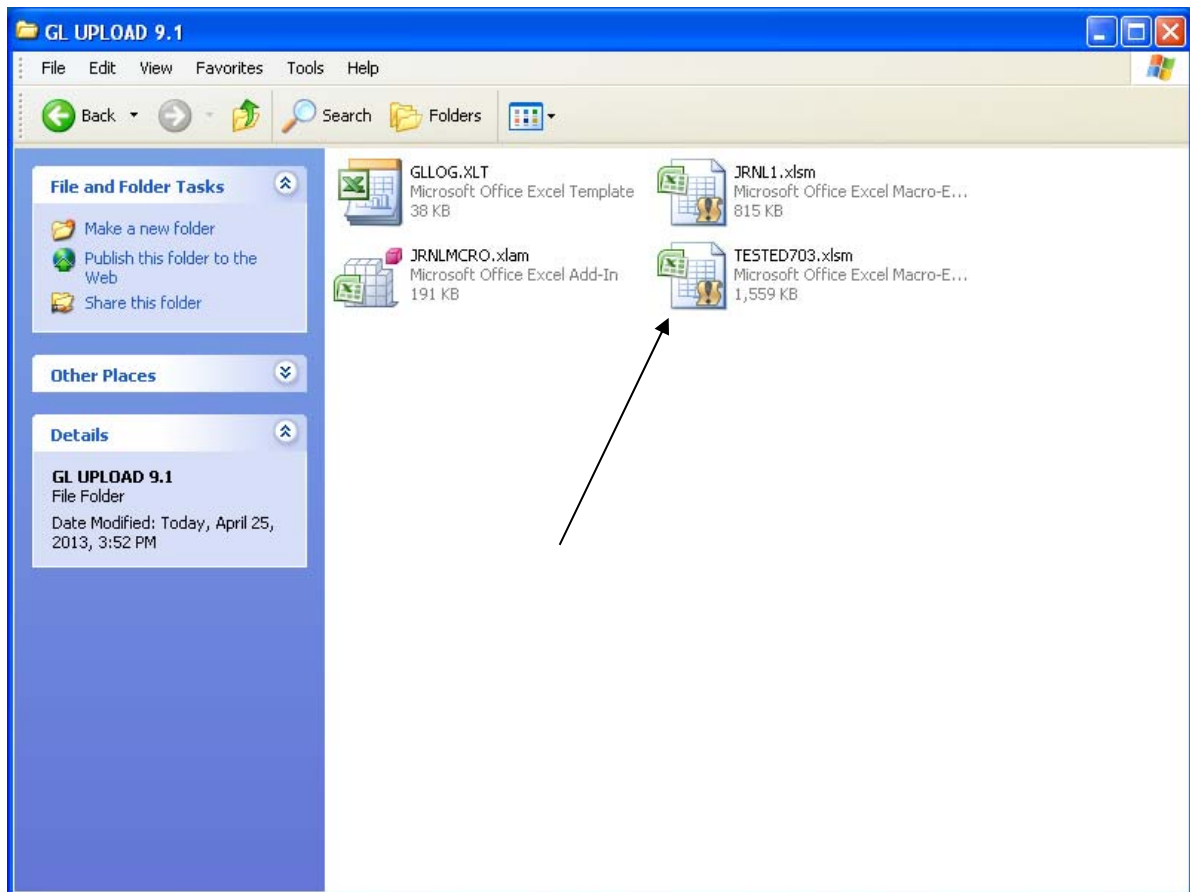 GL UPLOAD 9.1
File Edit View Favorites Tools Help
Back Search Folders
File and Folder Tasks
Make a new folder
Publish this folder to the
Web
Share this folder
Other Places
Details
GL UPLOAD 9.1
File Folder
Date Modified: Today, April 25,
2013, 3:52 PM
GLLOG.XLT
Microsoft Office Excel Template
38 KB
JRNL1.xlsm
Microsoft Office Excel Macro-E...
815 KB
JRNLMCRO.xlam
Microsoft Office Excel Add-In
191 KB
TESTED703.xlsm
Microsoft Office Excel Macro-E...
1,559 KB